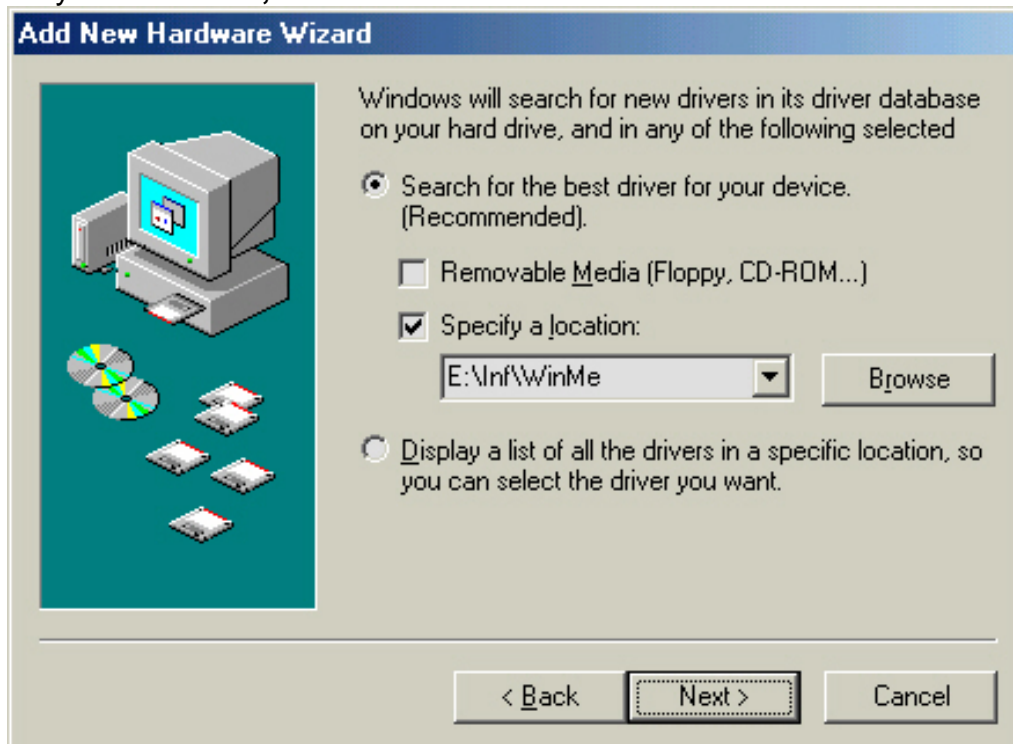 Add New Hardware Wizard
Windows will search for new drivers in its driver database
on your hard drive, and in any of the following selected
Search for the best driver for your device.
(Recommended).
Removable Media (Floppy, CD-ROM...)
Specify a location:
E:\Inf\WinMe
Browse
Display a list of all the drivers in a specific location, so
you can select the driver you want.
< Back
Next >
Cancel